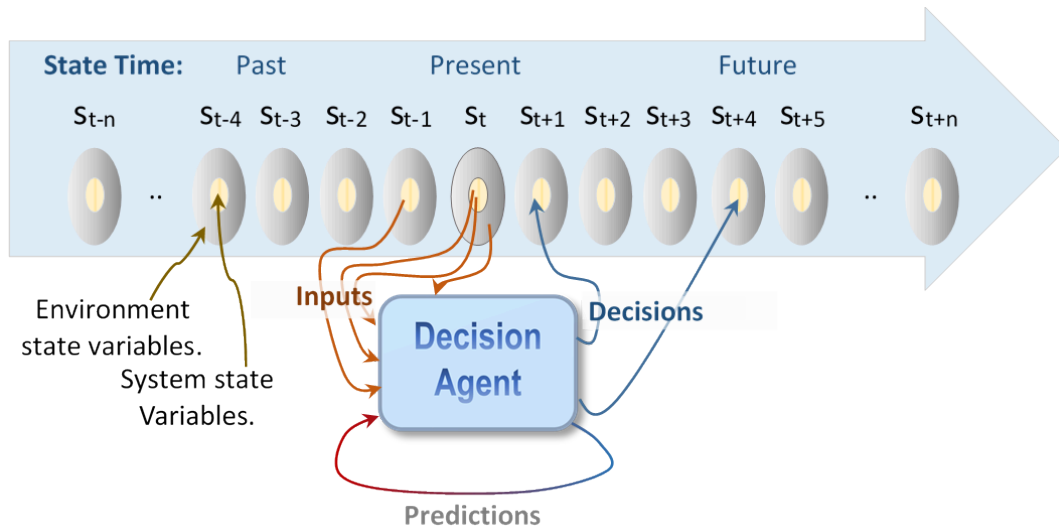 State Time: Past Present Future
St-n St-4 St-3 St-2 St-1 St St+1 St+2 St+3 St+4 St+5 St+n
.. ..
Inputs
Decisions
Environment
state variables.
System state
Variables.
Decision
Agent
Predictions